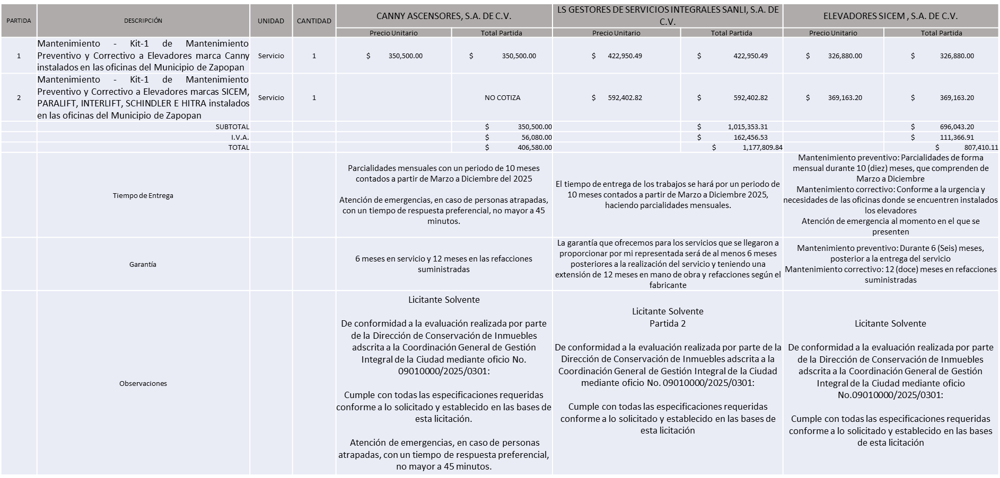 PARTIDA
DESCRIPCIÓN
UNIDAD
CANTIDAD
CANNY ASCENSORES, S.A. DE C.V.
LS GESTORES DE SERVICIOS INTEGRALES SANLI, S.A. DE
C.V.
ELEVADORES SICEM , S.A. DE C.V.
Precio Unitario
Total Partida
Precio Unitario
Total Partida
Precio Unitario
Total Partida
1
Mantenimiento - Kit-1 de Mantenimiento
Preventivo y Correctivo a Elevadores marca Canny
instalados en las oficinas del Municipio de Zapopan
Servicio
1
$ 350,500.00
$ 350,500.00
$ 422,950.49
$ 422,950.49
$ 326,880.00
$ 326,880.00
2
Mantenimiento - Kit-1 de Mantenimiento
Preventivo y Correctivo a Elevadores marcas SICEM,
PARALIFT, INTERLIFT, SCHINDLER E HITRA instalados
en las oficinas del Municipio de Zapopan
Servicio
1
NO COTIZA
$ 592,402.82
$ 592,402.82
$ 369,163.20
$ 369,163.20
SUBTOTAL
$ 350,500.00
$ 1,015,353.31
$ 696,043.20
I.V.A.
$ 56,080.00
$ 162,456.53
$ 111,366.91
TOTAL
$ 406,580.00
$ 1,177,809.84
$ 807,410.11
Tiempo de Entrega
Parcialidades mensuales con un periodo de 10 meses
contados a partir de Marzo a Diciembre del 2025
Atención de emergencias, en caso de personas atrapadas,
con un tiempo de respuesta preferencial, no mayor a 45
minutos.
El tiempo de entrega de los trabajos se hará por un periodo de
10 meses contados a partir de Marzo a Diciembre 2025,
haciendo parcialidades mensuales.
Mantenimiento preventivo: Parcialidades de forma
mensual durante 10 (diez) meses, que comprenden de
Marzo a Diciembre
Mantenimiento correctivo: Conforme a la urgencia y
necesidades de las oficinas donde se encuentren instalados
los elevadores
Atención de emergencia al momento en el que se
presenten
Garantía
6 meses en servicio y 12 meses en las refacciones
suministradas
La garantía que ofrecemos para los servicios que se llegaron a
proporcionar por mi representada será de al menos 6 meses
posteriores a la realización del servicio y teniendo una
extensión de 12 meses en mano de obra y refacciones según el
fabricante
Mantenimiento preventivo: Durante 6 (Seis) meses,
posterior a la entrega del servicio
Mantenimiento correctivo: 12 (doce) meses en refacciones
suministradas
Observaciones
Licitante Solvente
De conformidad a la evaluación realizada por parte
de la Dirección de Conservación de Inmuebles
adscrita a la Coordinación General de Gestión
Integral de la Ciudad mediante oficio No.
09010000/2025/0301:
Cumple con todas las especificaciones requeridas
conforme a lo solicitado y establecido en las bases de
esta licitación.
Atención de emergencias, en caso de personas
atrapadas, con un tiempo de respuesta preferencial,
no mayor a 45 minutos.
Licitante Solvente
Partida 2
De conformidad a la evaluación realizada por parte de la
Dirección de Conservación de Inmuebles adscrita a la
Coordinación General de Gestión Integral de la Ciudad
mediante oficio No. 09010000/2025/0301:
Cumple con todas las especificaciones requeridas
conforme a lo solicitado y establecido en las bases de
esta licitación
Licitante Solvente
De conformidad a la evaluación realizada por parte
de la Dirección de Conservación de Inmuebles
adscrita a la Coordinación General de Gestión
Integral de la Ciudad mediante oficio
No.09010000/2025/0301:
Cumple con todas las especificaciones requeridas
conforme a lo solicitado y establecido en las bases
de esta licitación